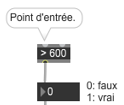 Point d'entrée.
> 600
0
0: faux
1: vrai